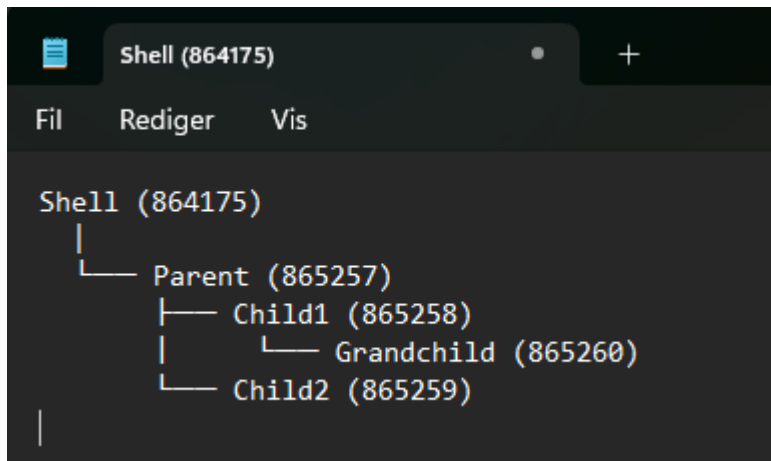 Shell (864175)
Fil Rediger Vis
Shell (864175)
│
└── Parent (865257)
├── Child1 (865258)
│ └── Grandchild (865260)
└── Child2 (865259)